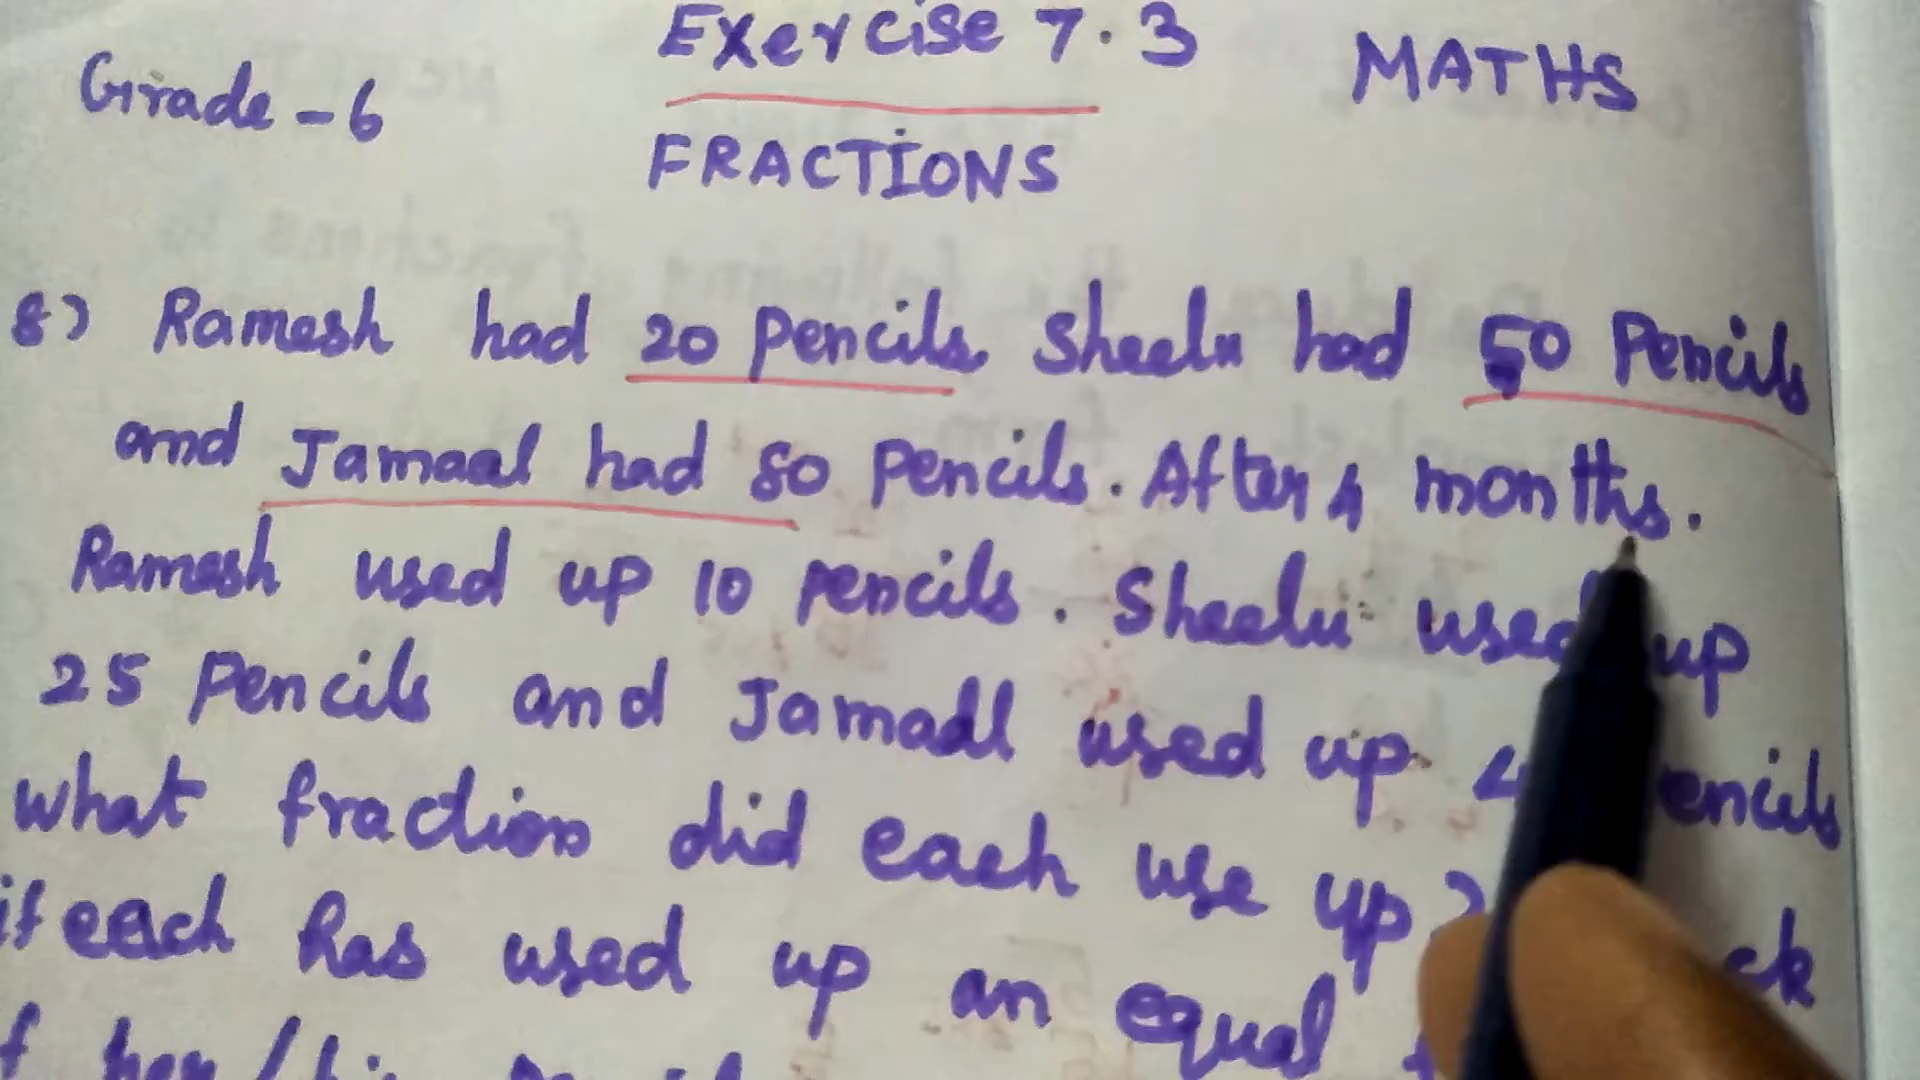 Exercise 7.3
Grade - 6
MATHS
FRACTIONS
8) Ramesh had 20 Pencils. Sheelu had 50 Pencils
and Jamaal had 80 Pencils. After 4 months.
Ramesh used up 10 pencils. Sheelu used up
25 Pencils and Jamaal used up
what fraction did each use up?
if each has used up an equal